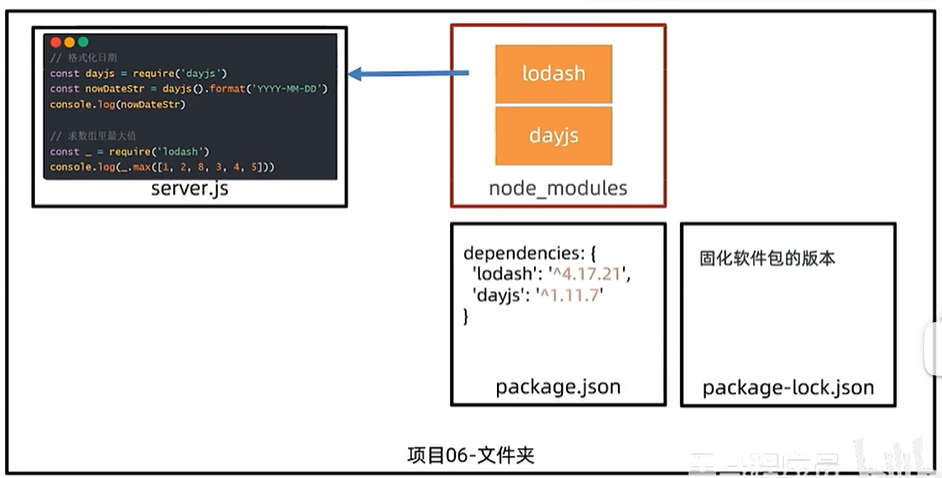 // 格式化日期
const dayjs = require('dayjs')
const nowDateStr = dayjs().format('YYYY-MM-DD')
console.log(nowDateStr)
// 求数组里最大值
const _ = require('lodash')
console.log(_.max([1, 2, 8, 3, 4, 5]))
server.js
lodash
dayjs
node_modules
dependencies: {
'lodash': '^4.17.21',
'dayjs': '^1.11.7'
}
package.json
固化软件包的版本
package-lock.json
项目06-文件夹